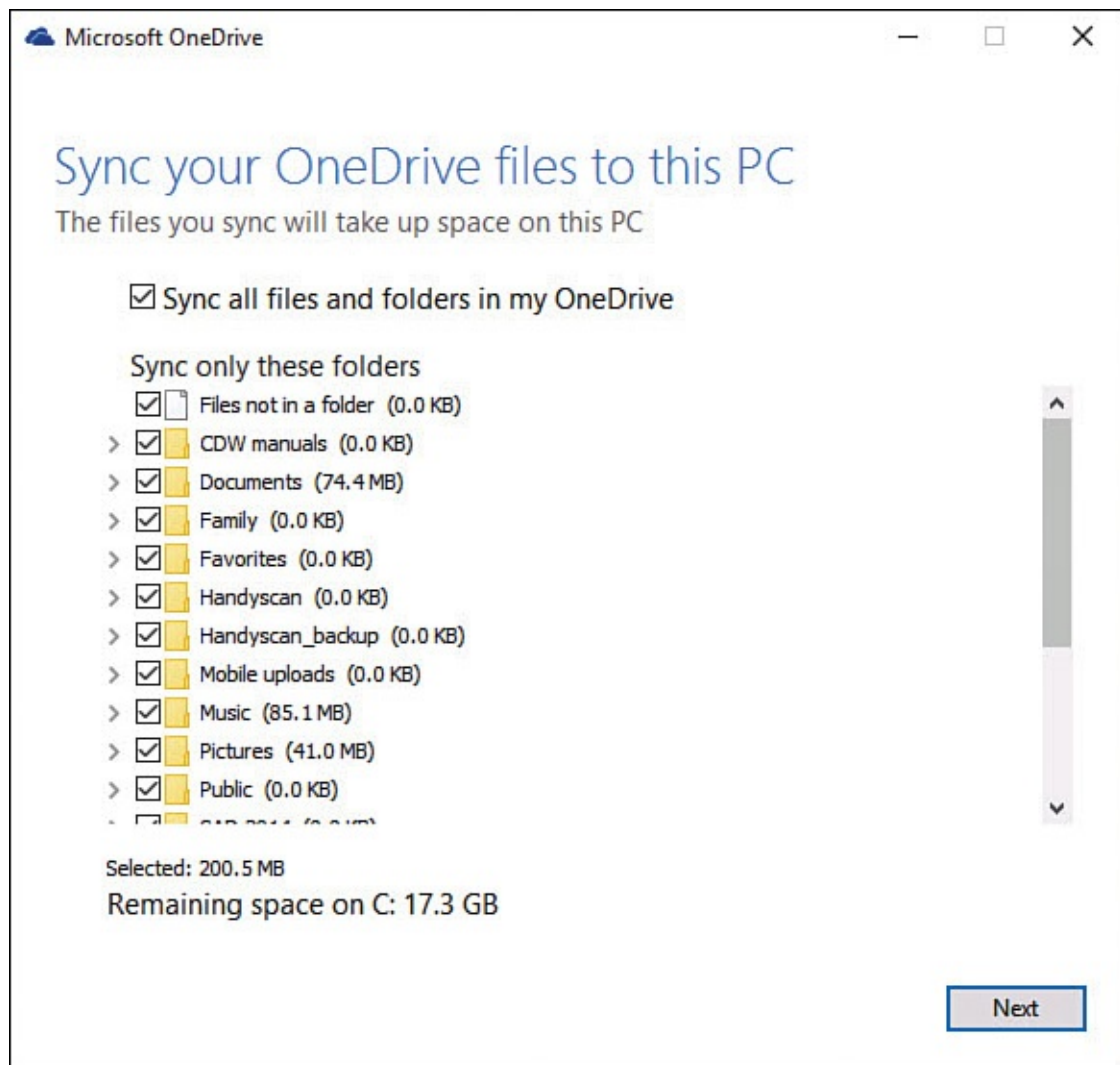 Microsoft OneDrive
Sync your OneDrive files to this PC
The files you sync will take up space on this PC
Sync all files and folders in my OneDrive
Sync only these folders
Files not in a folder (0.0 KB)
CDW manuals (0.0 KB)
Documents (74.4 MB)
Family (0.0 KB)
Favorites (0.0 KB)
Handyscan (0.0 KB)
Handyscan_backup (0.0 KB)
Mobile uploads (0.0 KB)
Music (85.1 MB)
Pictures (41.0 MB)
Public (0.0 KB)
Selected: 200.5 MB
Remaining space on C: 17.3 GB
Next